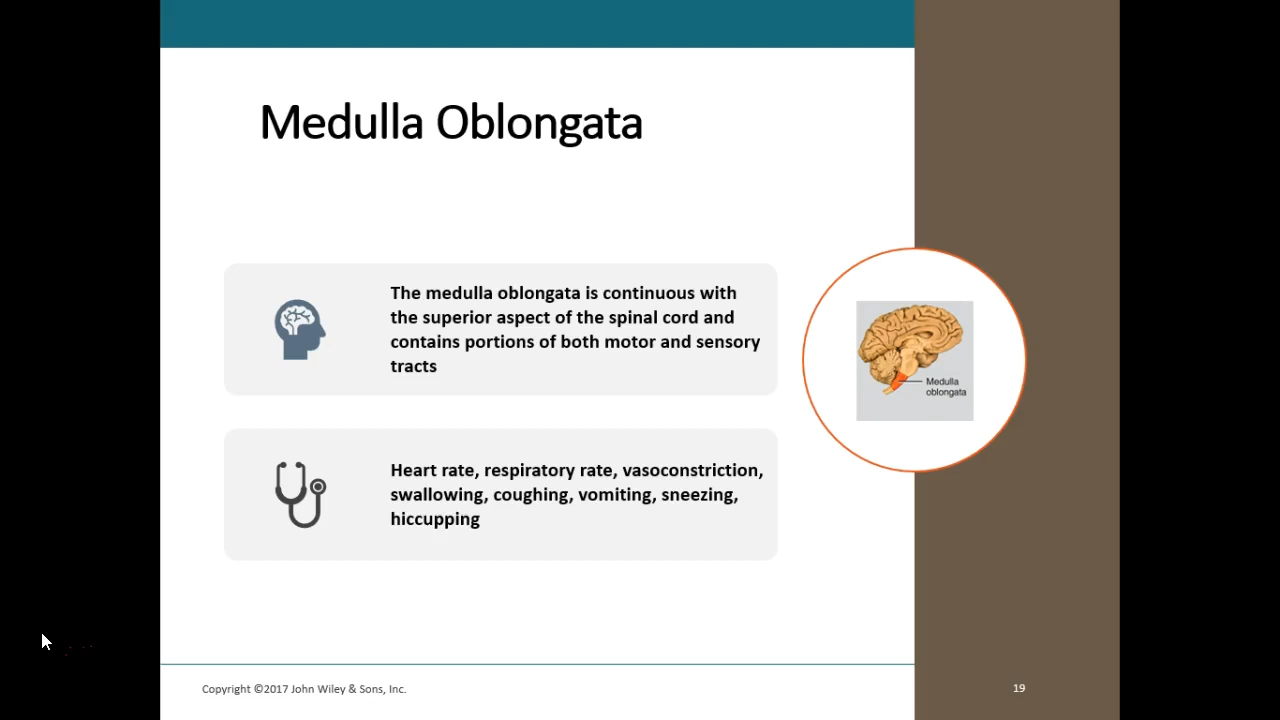 Medulla Oblongata
The medulla oblongata is continuous with
the superior aspect of the spinal cord and
contains portions of both motor and sensory
tracts
Heart rate, respiratory rate, vasoconstriction,
swallowing, coughing, vomiting, sneezing,
hiccupping
Medulla
oblongata
Copyright ©2017 John Wiley & Sons, Inc.
19